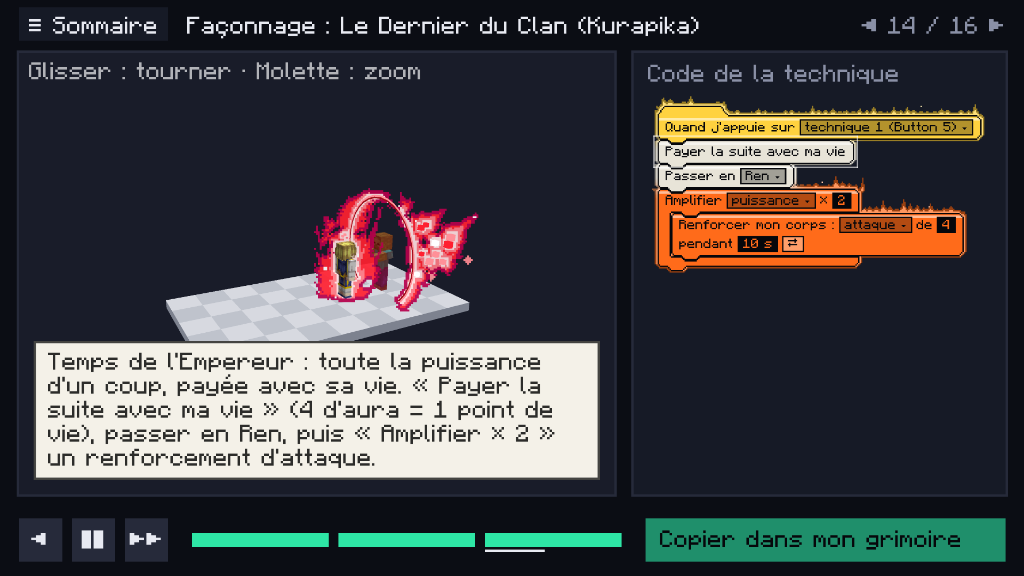 ≡ Sommaire
Façonnage : Le Dernier du Clan (Kurapika)
14 / 16
Glisser : tourner · Molette : zoom
Code de la technique
Quand j'appuie sur technique 1 (Button 5)
Payer la suite avec ma vie
Passer en Ren
Amplifier puissance × 2
Renforcer mon corps : attaque de 4
pendant 10 s ⇄
Temps de l'Empereur : toute la puissance
d'un coup, payée avec sa vie. « Payer la
suite avec ma vie » (4 d'aura = 1 point de
vie), passer en Ren, puis « Amplifier × 2 »
un renforcement d'attaque.
Copier dans mon grimoire